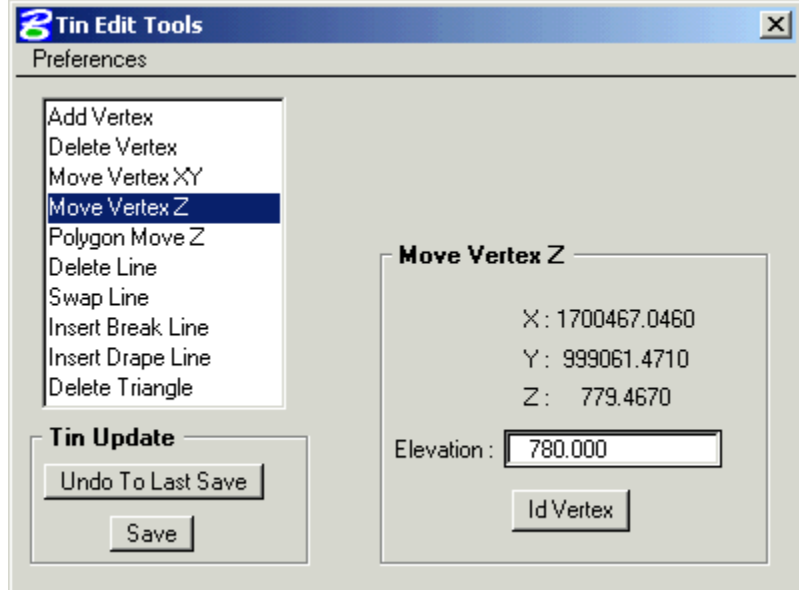 Tin Edit Tools
Preferences
Add Vertex
Delete Vertex
Move Vertex XY
Move Vertex Z
Polygon Move Z
Delete Line
Swap Line
Insert Break Line
Insert Drape Line
Delete Triangle
Tin Update
Undo To Last Save
Save
Move Vertex Z
X : 1700467.0460
Y : 999061.4710
Z : 779.4670
Elevation : 780.000
Id Vertex